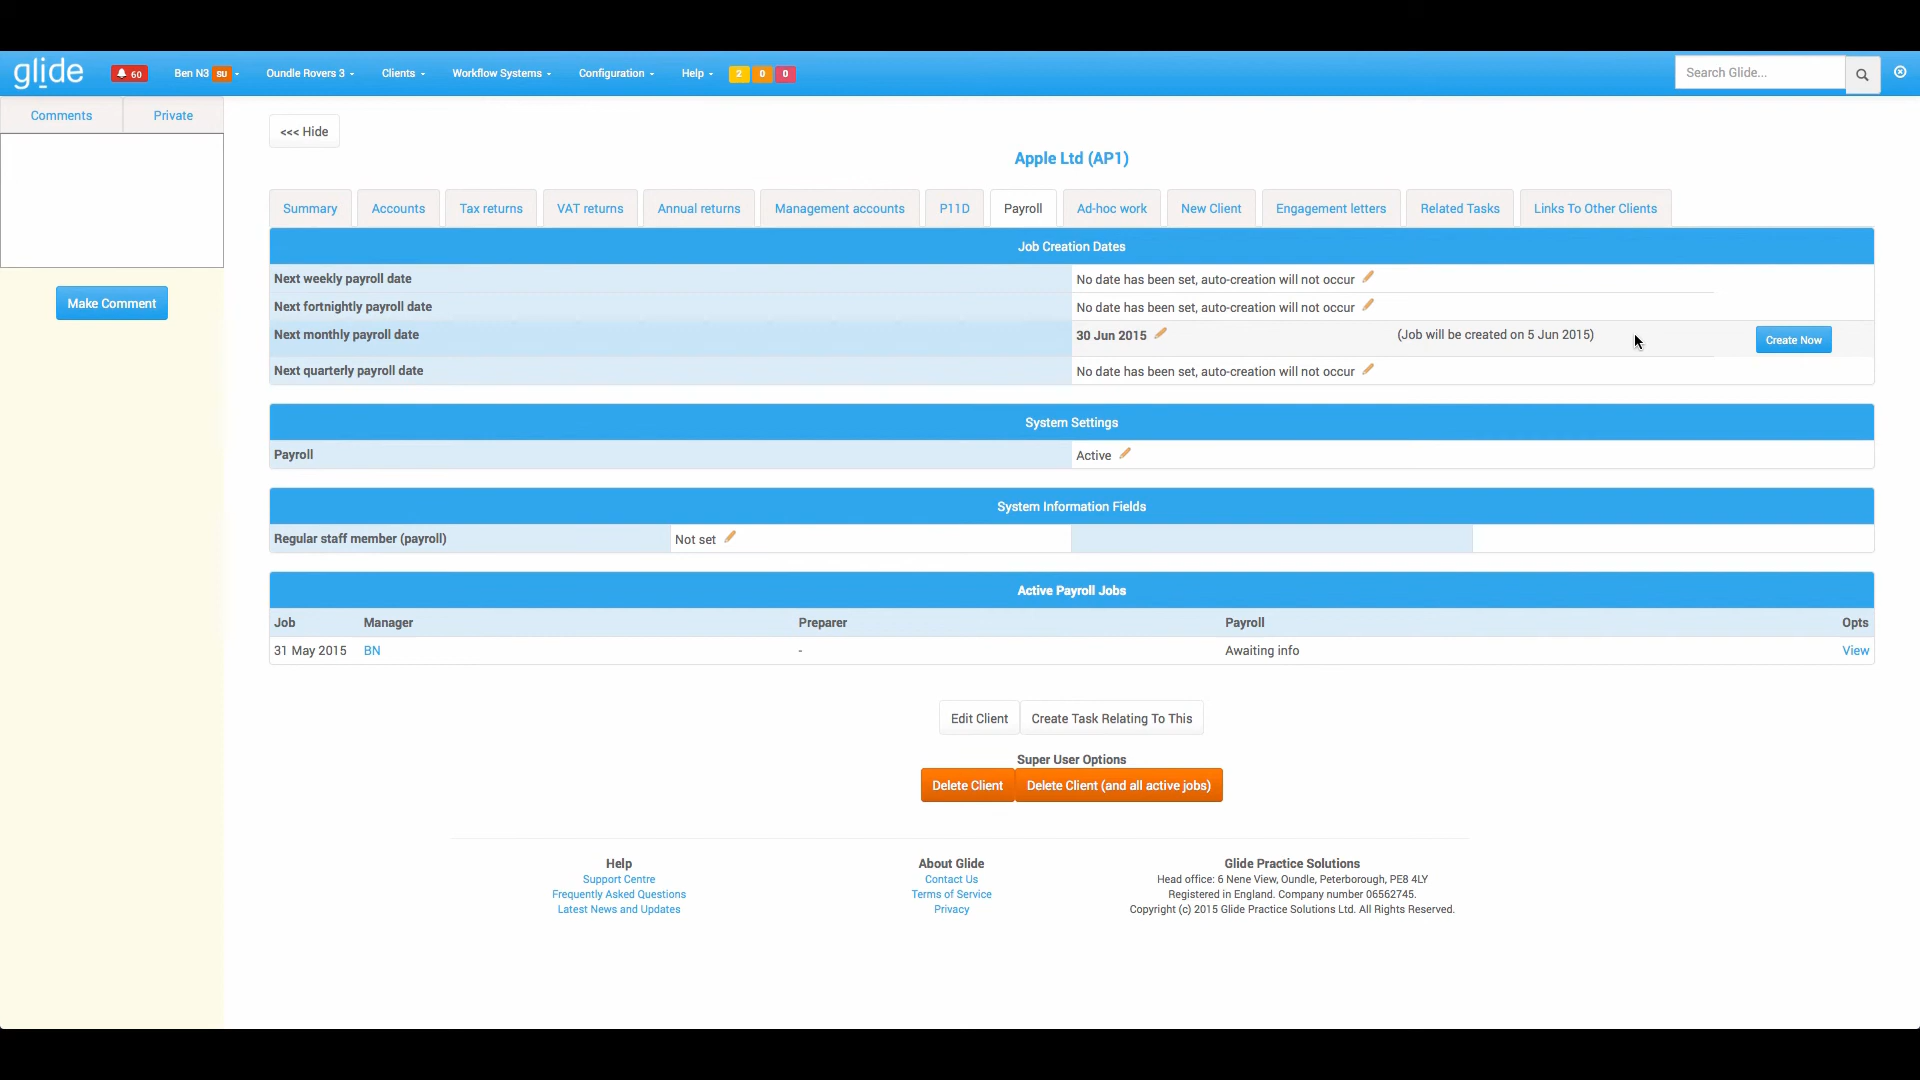 glide 60 Ben N3 SU Oundle Rovers 3 Clients Workflow Systems Configuration Help 2 0 0 Search Glide...
Comments Private
<<< Hide
Apple Ltd (AP1)
Summary Accounts Tax returns VAT returns Annual returns Management accounts P11D Payroll Ad-hoc work New Client Engagement letters Related Tasks Links To Other Clients
Job Creation Dates
Next weekly payroll date No date has been set, auto-creation will not occur
Make Comment
Next fortnightly payroll date No date has been set, auto-creation will not occur
Next monthly payroll date 30 Jun 2015 (Job will be created on 5 Jun 2015) Create Now
Next quarterly payroll date No date has been set, auto-creation will not occur
System Settings
Payroll Active
System Information Fields
Regular staff member (payroll) Not set
Active Payroll Jobs
Job Manager Preparer Payroll Opts
31 May 2015 BN - Awaiting info View
Edit Client Create Task Relating To This
Super User Options
Delete Client Delete Client (and all active jobs)
Help About Glide Glide Practice Solutions
Support Centre Contact Us Head office: 6 Nene View, Oundle, Peterborough, PE8 4LY
Frequently Asked Questions Terms of Service Registered in England. Company number 06562745.
Latest News and Updates Privacy Copyright (c) 2015 Glide Practice Solutions Ltd. All Rights Reserved.